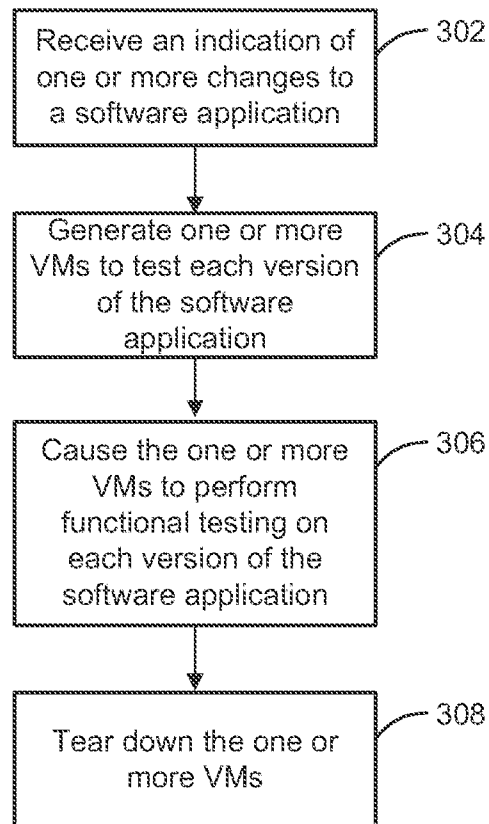 Receive an indication of
one or more changes to
a software application
302
Generate one or more
VMs to test each version
of the software
application
304
Cause the one or more
VMs to perform
functional testing on
each version of the
software application
306
Tear down the one or
more VMs
308